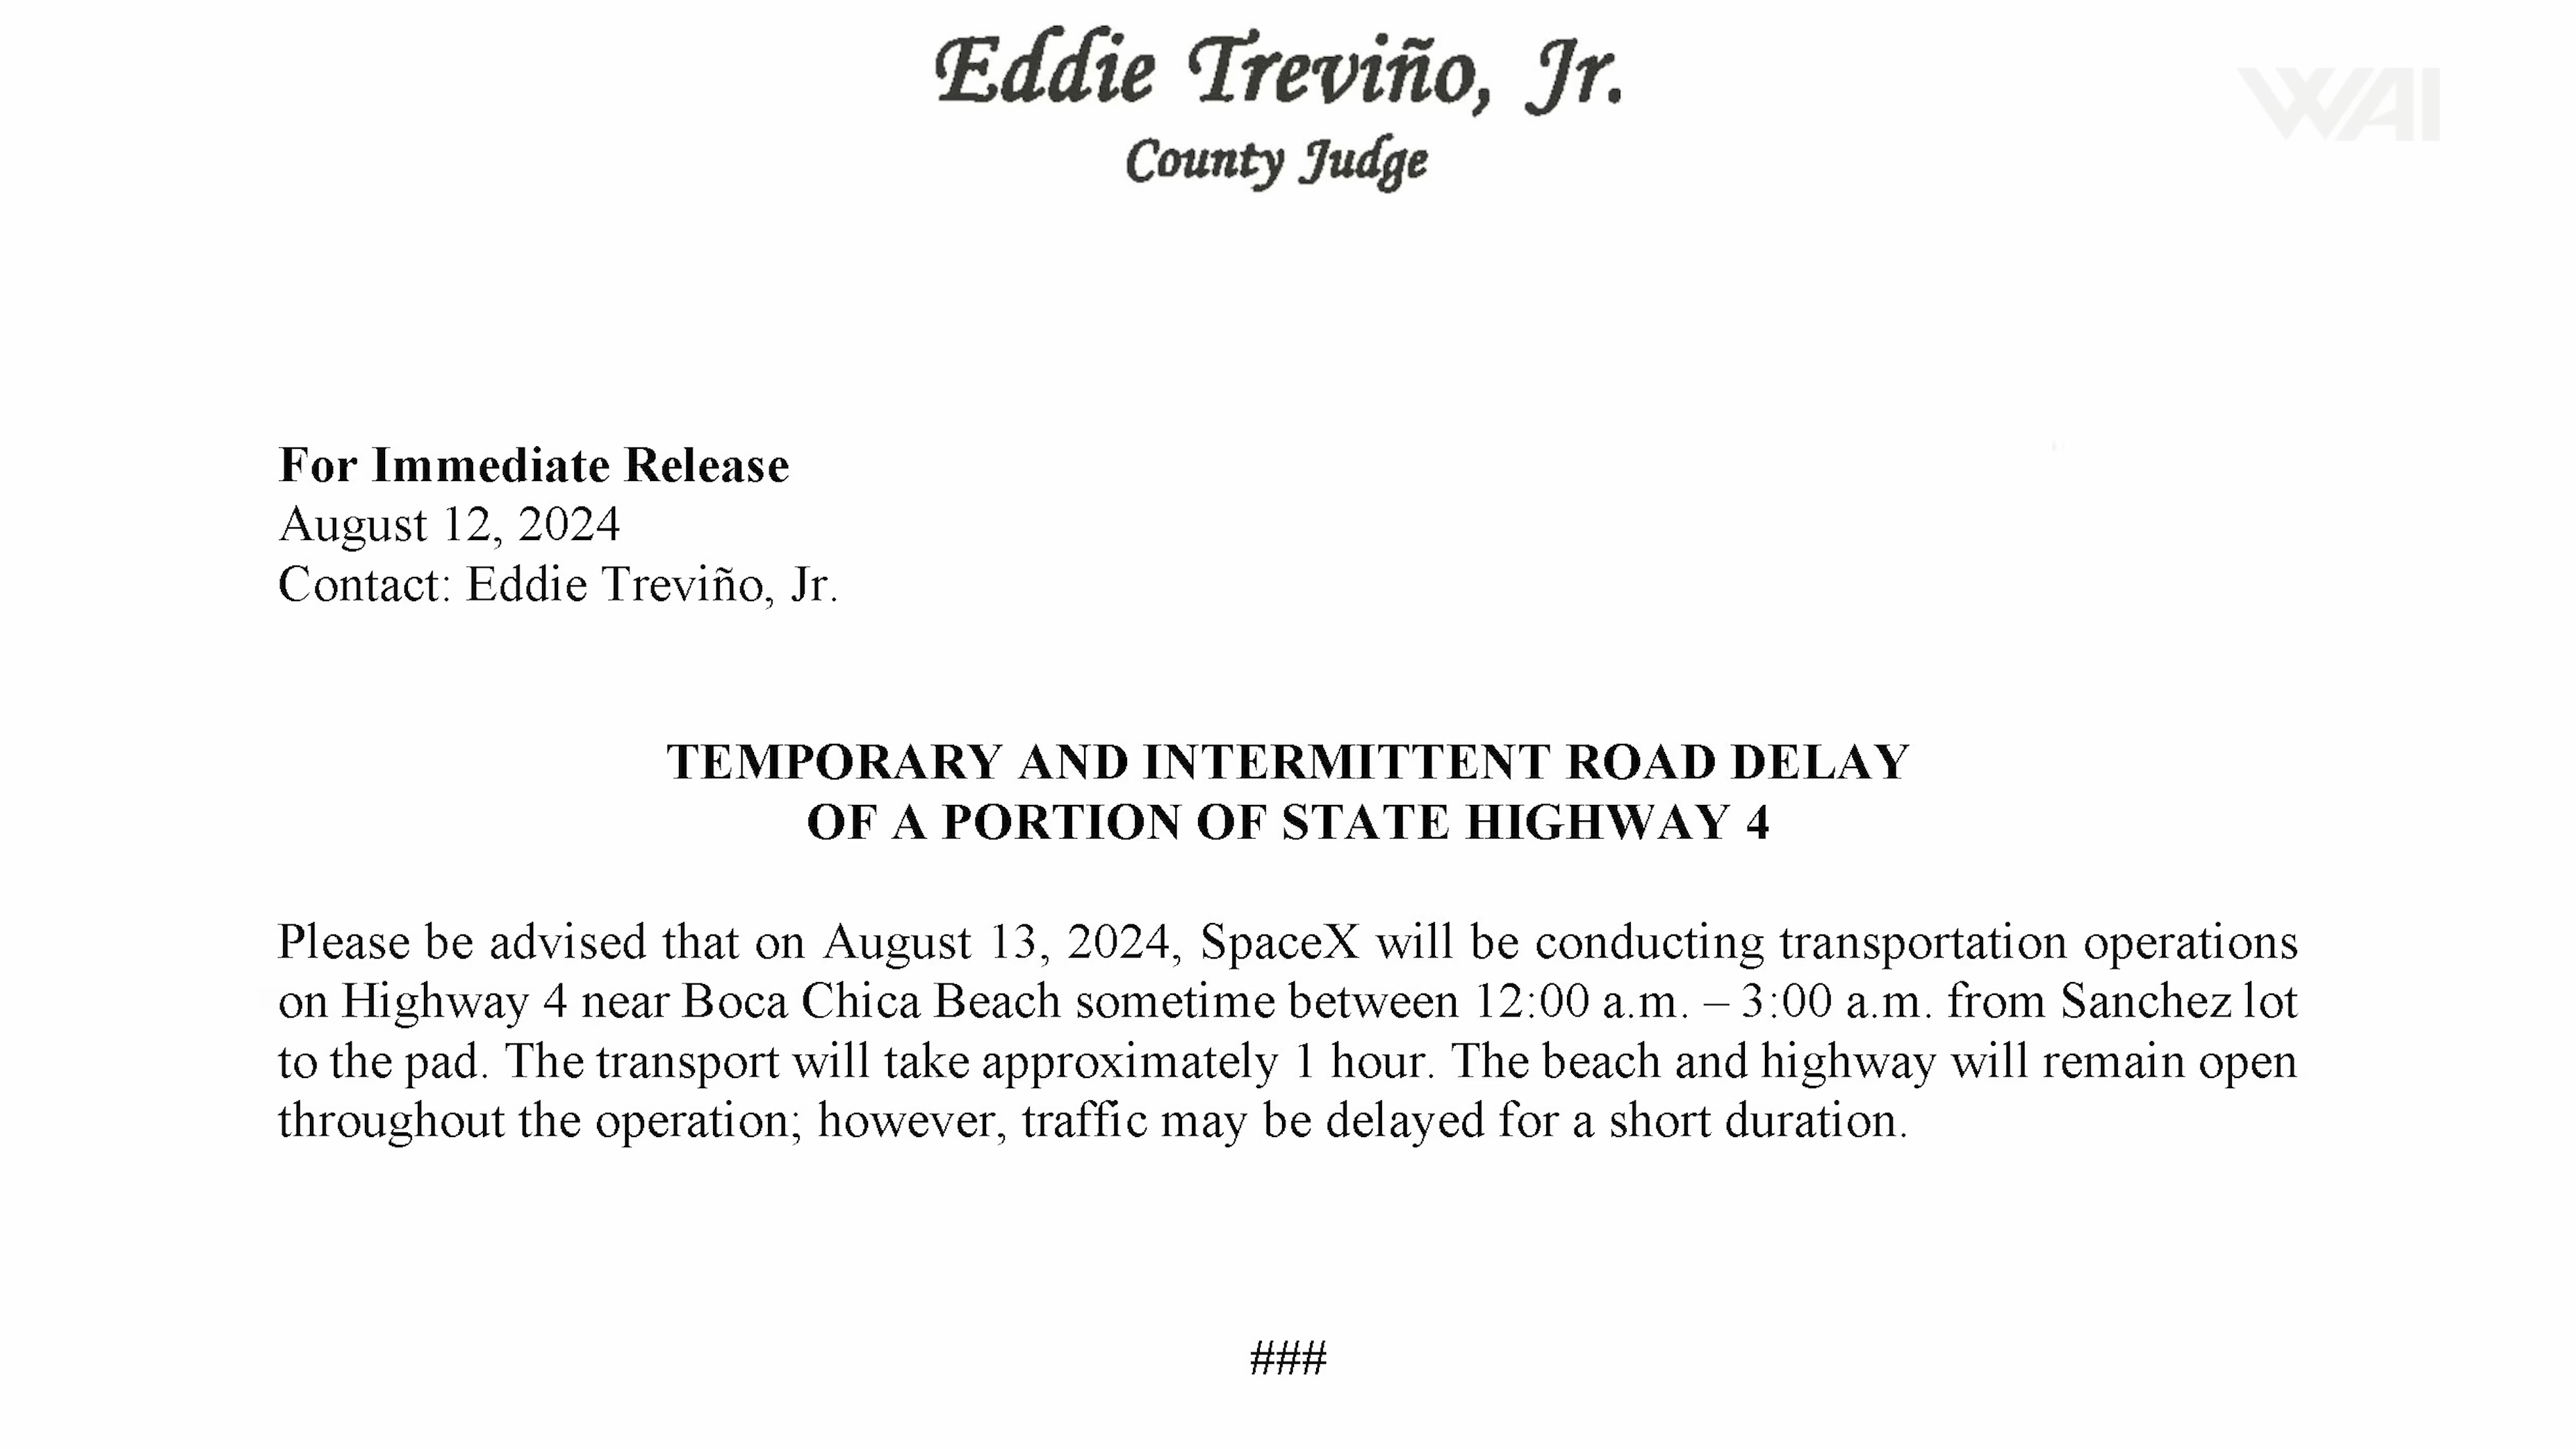 Eddie Treviño, Jr.
County Judge
WAI
For Immediate Release
August 12, 2024
Contact: Eddie Treviño, Jr.
TEMPORARY AND INTERMITTENT ROAD DELAY
OF A PORTION OF STATE HIGHWAY 4
Please be advised that on August 13, 2024, SpaceX will be conducting transportation operations
on Highway 4 near Boca Chica Beach sometime between 12:00 a.m. – 3:00 a.m. from Sanchez lot
to the pad. The transport will take approximately 1 hour. The beach and highway will remain open
throughout the operation; however, traffic may be delayed for a short duration.
###